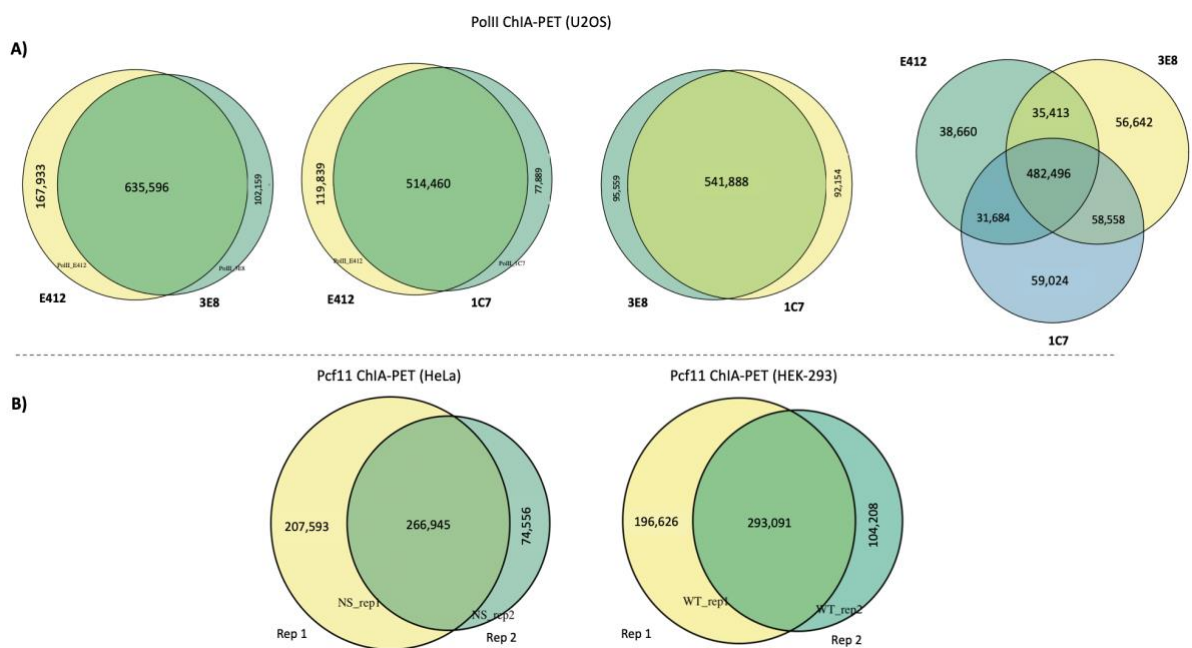 PolII ChIA-PET (U2OS)
A)
E412
3E8
167,933
635,596
102,159
PolII_E412
PolII_3E8
E412
3E8
119,839
514,460
77,889
PolII_E412
PolII_1C7
E412
1C7
95,559
541,888
92,154
3E8
1C7
38,660
35,413
56,642
482,496
31,684
58,558
59,024
1C7
Pcf11 ChIA-PET (HeLa)
Pcf11 ChIA-PET (HEK-293)
B)
207,593
266,945
74,556
NS_rep1
NS_rep2
Rep 1
Rep 2
196,626
293,091
104,208
WT_rep1
WT_rep2
Rep 1
Rep 2